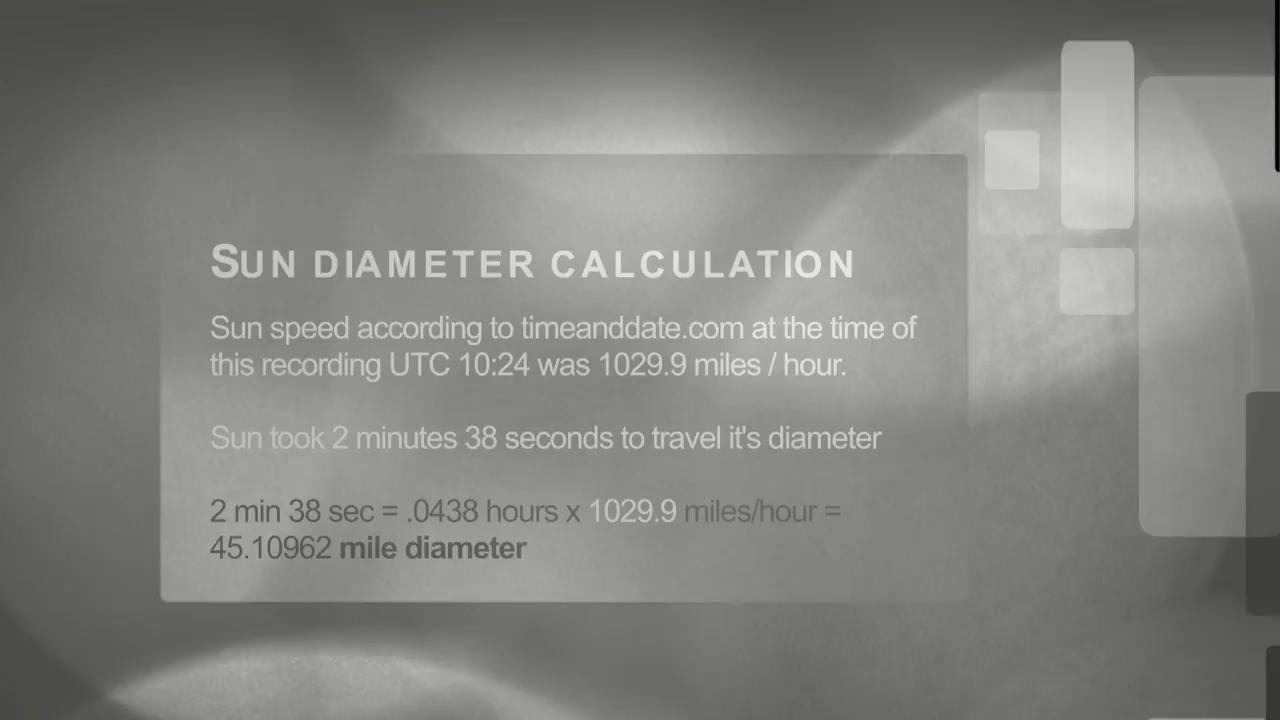 SUN DIAMETER CALCULATION
Sun speed according to timeanddate.com at the time of
this recording UTC 10:24 was 1029.9 miles / hour.
Sun took 2 minutes 38 seconds to travel it's diameter
2 min 38 sec = .0438 hours x 1029.9 miles/hour =
45.10962 mile diameter